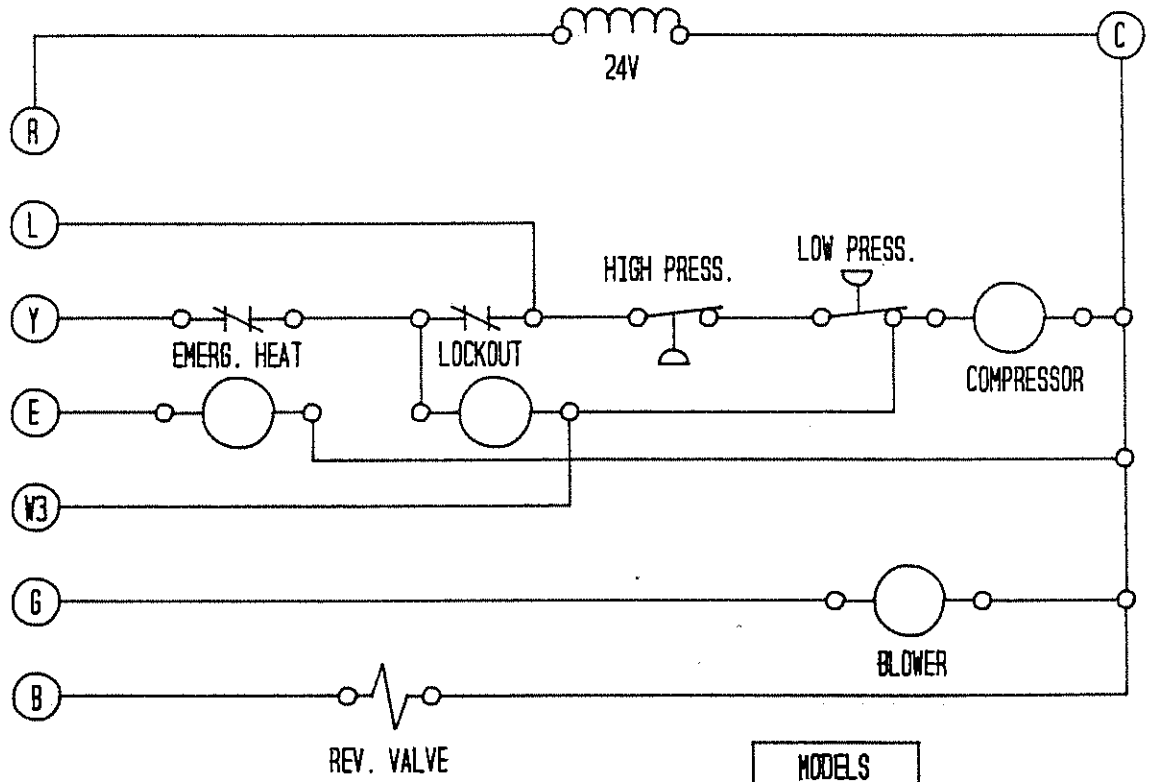 C
24V
R
L
LOW PRESS.
HIGH PRESS.
Y
EMERG. HEAT
LOCKOUT
COMPRESSOR
E
W3
G
BLOWER
B
REV. VALVE
MODELS